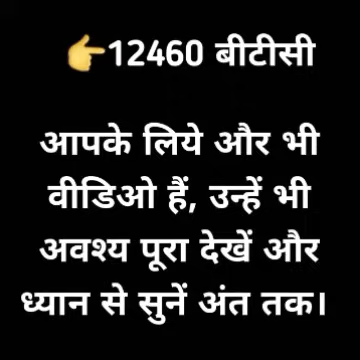 👉12460 बीटीसी
आपके लिये और भी
वीडिओ हैं, उन्हें भी
अवश्य पूरा देखें और
ध्यान से सुनें अंत तक।